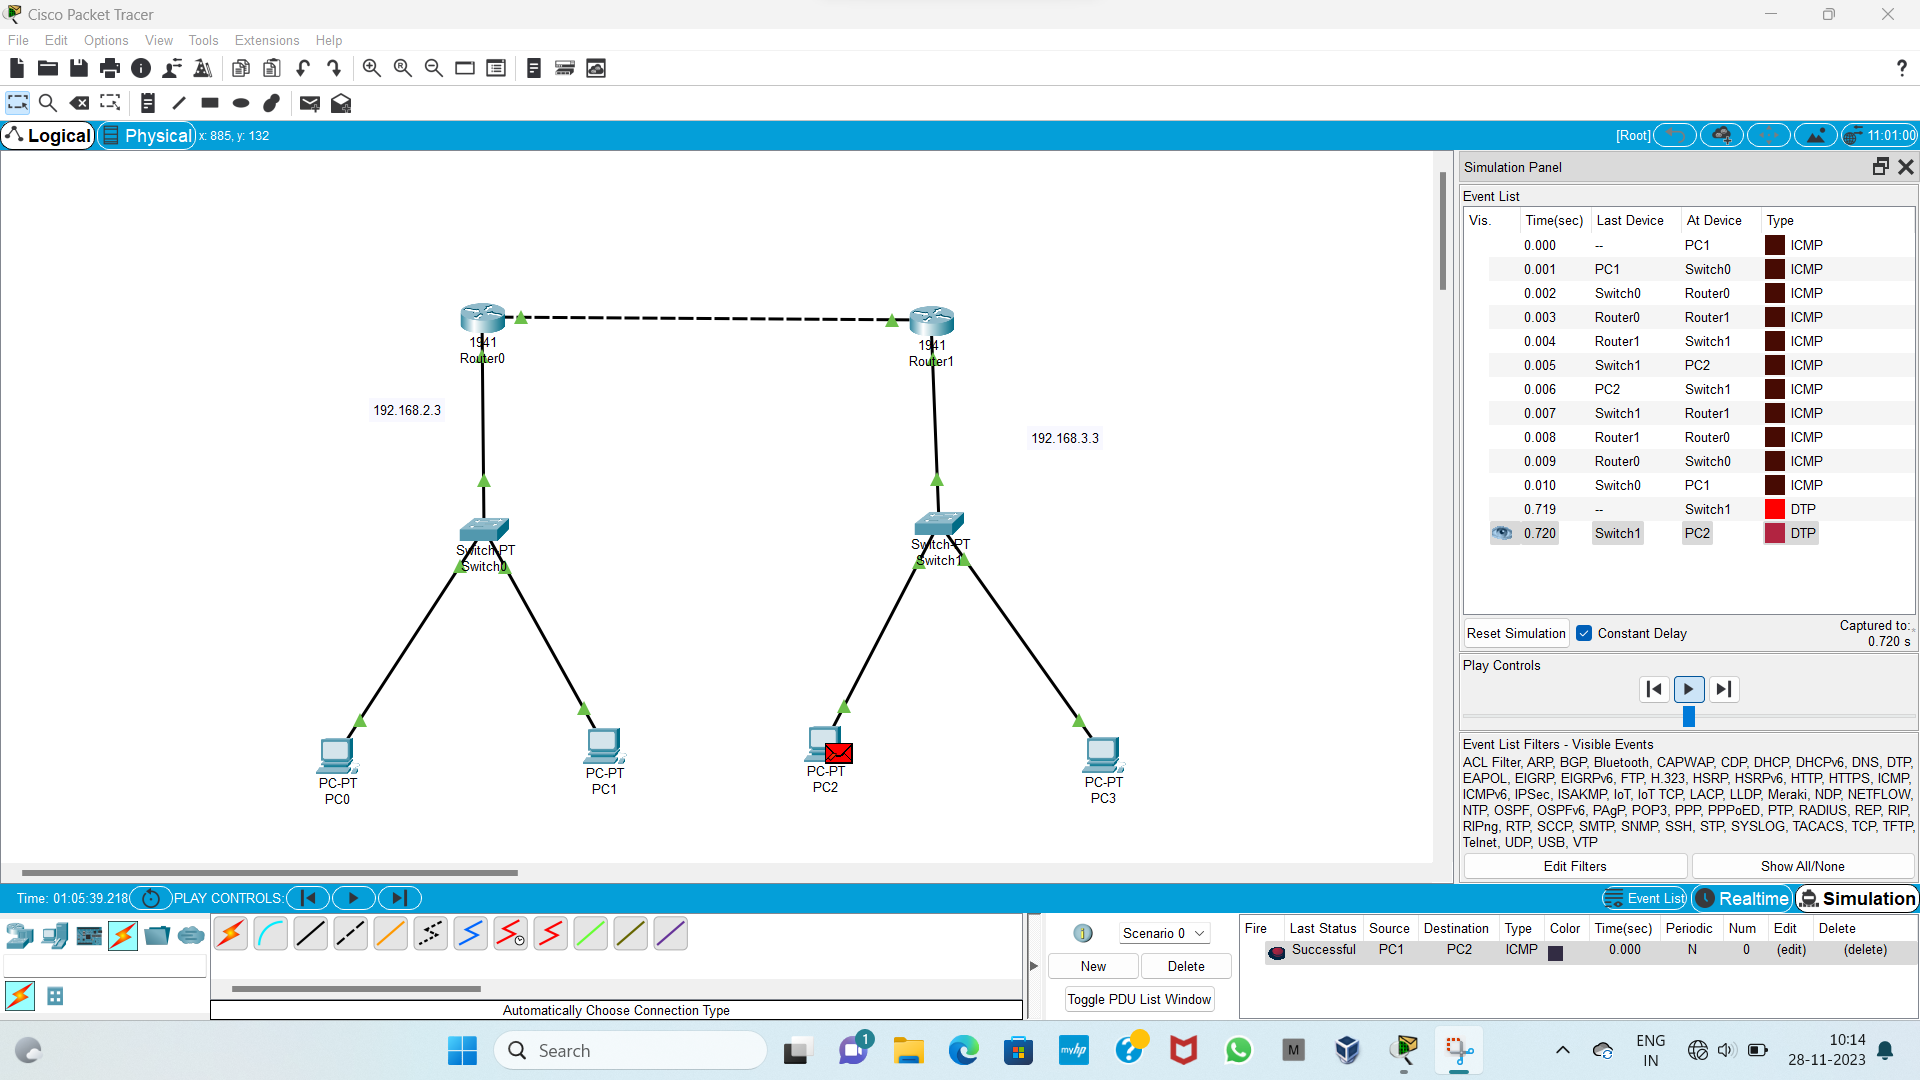 Cisco Packet Tracer
File Edit Options View Tools Extensions Help
?
Logical Physical x: 885, y: 132 [Root] 11:01:00
1941
Router0
1941
Router1
192.168.2.3
192.168.3.3
Switch-PT
Switch0
Switch-PT
Switch1
PC-PT
PC0
PC-PT
PC1
PC-PT
PC2
PC-PT
PC3
Simulation Panel
Event List
Vis. Time(sec) Last Device At Device Type
0.000 -- PC1 ICMP
0.001 PC1 Switch0 ICMP
0.002 Switch0 Router0 ICMP
0.003 Router0 Router1 ICMP
0.004 Router1 Switch1 ICMP
0.005 Switch1 PC2 ICMP
0.006 PC2 Switch1 ICMP
0.007 Switch1 Router1 ICMP
0.008 Router1 Router0 ICMP
0.009 Router0 Switch0 ICMP
0.010 Switch0 PC1 ICMP
0.719 -- Switch1 DTP
0.720 Switch1 PC2 DTP
Reset Simulation Constant Delay Captured to:*
0.720 s
Play Controls
Event List Filters - Visible Events
ACL Filter, ARP, BGP, Bluetooth, CAPWAP, CDP, DHCP, DHCPv6, DNS, DTP,
EAPOL, EIGRP, EIGRPv6, FTP, H.323, HSRP, HSRPv6, HTTP, HTTPS, ICMP,
ICMPv6, IPSec, ISAKMP, IoT, IoT TCP, LACP, LLDP, Meraki, NDP, NETFLOW,
NTP, OSPF, OSPFv6, PAgP, POP3, PPP, PPPoED, PTP, RADIUS, REP, RIP,
RIPng, RTP, SCCP, SMTP, SNMP, SSH, STP, SYSLOG, TACACS, TCP, TFTP,
Telnet, UDP, USB, VTP
Edit Filters Show All/None
Time: 01:05:39.218 PLAY CONTROLS: Event List Realtime Simulation
Automatically Choose Connection Type
1 Scenario 0
New Delete
Toggle PDU List Window
Fire Last Status Source Destination Type Color Time(sec) Periodic Num Edit Delete
Successful PC1 PC2 ICMP 0.000 N 0 (edit) (delete)
Search 1 myhp ? M
ENG
IN
10:14
28-11-2023